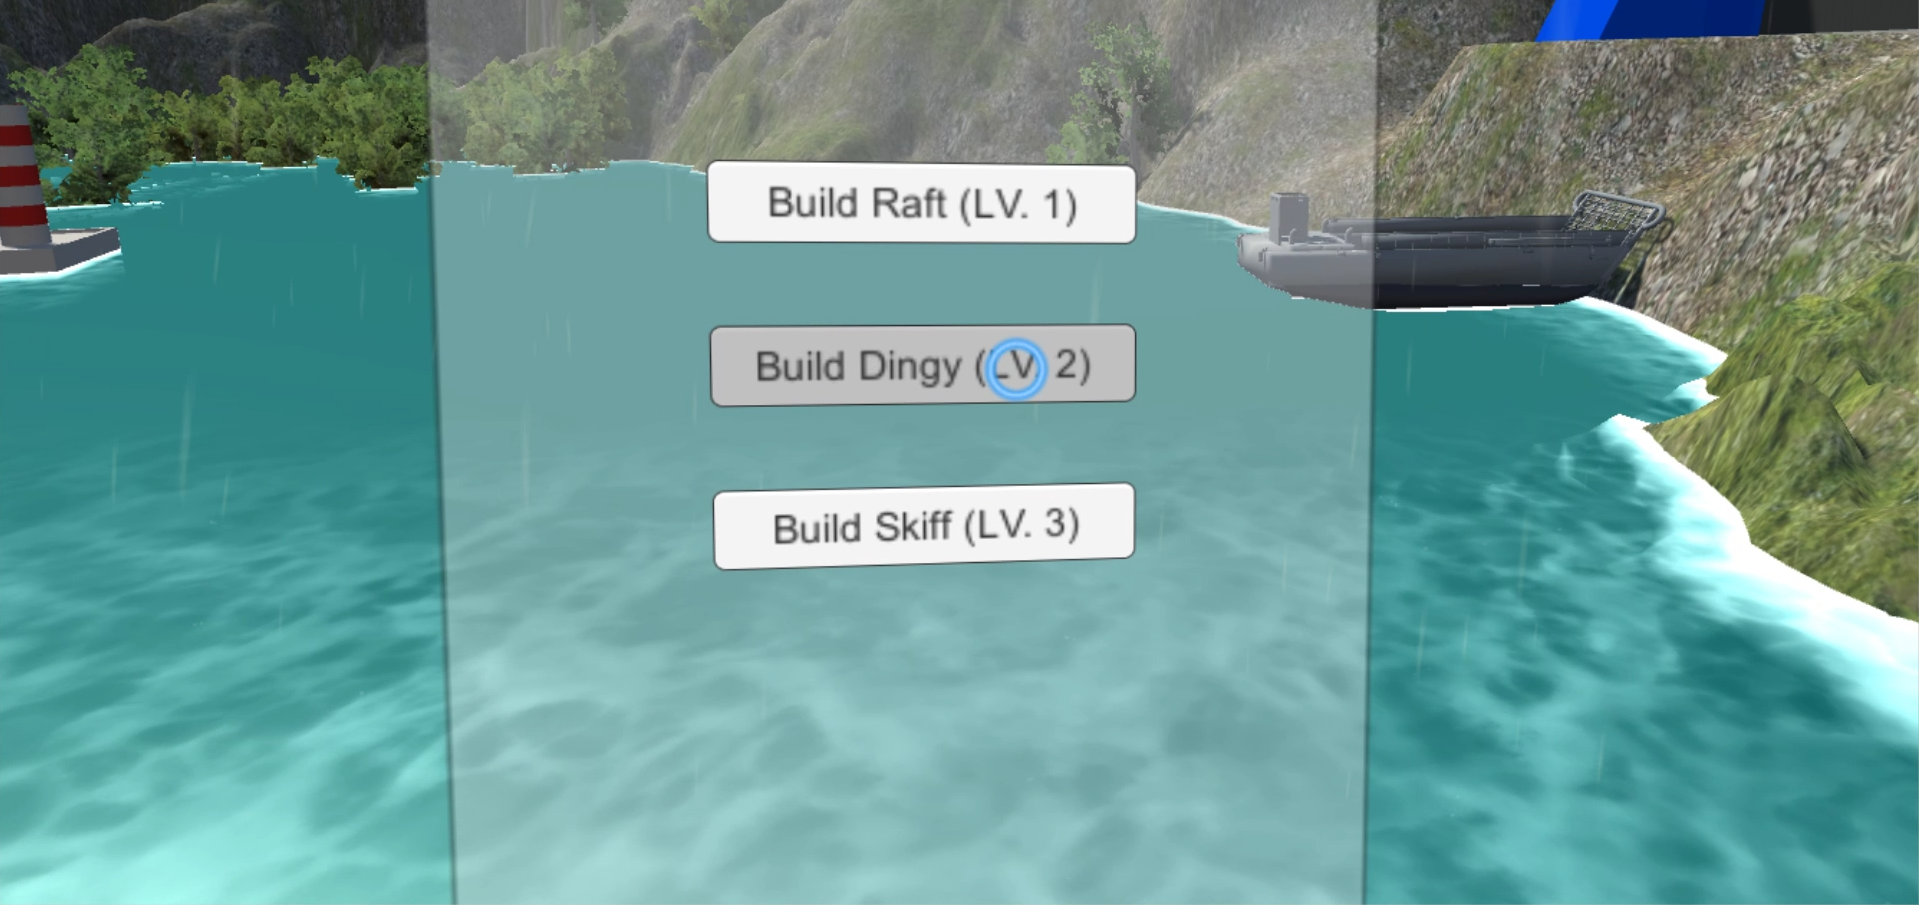 Build Raft (LV. 1)
Build Dingy (LV. 2)
Build Skiff (LV. 3)